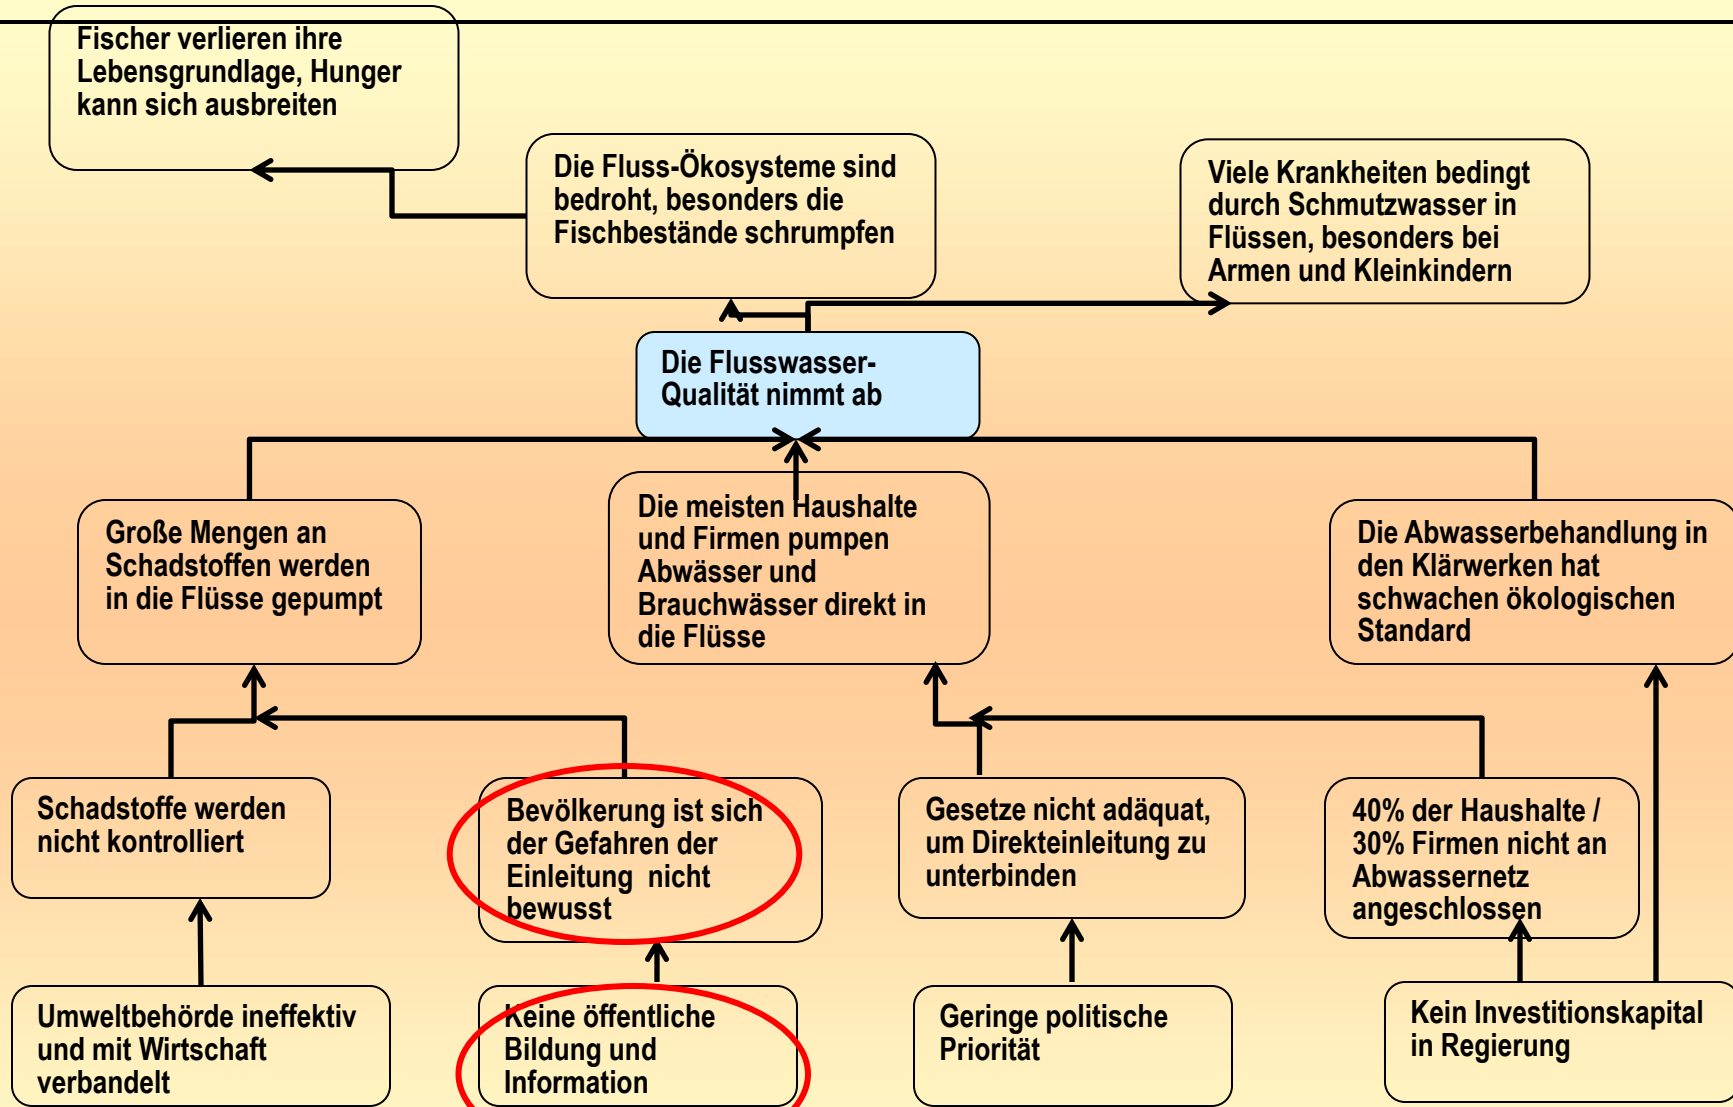 Fischer verlieren ihre
Lebensgrundlage, Hunger
kann sich ausbreiten
Die Fluss-Ökosysteme sind
bedroht, besonders die
Fischbestände schrumpfen
Viele Krankheiten bedingt
durch Schmutzwasser in
Flüssen, besonders bei
Armen und Kleinkindern
Die Flusswasser-
Qualität nimmt ab
Große Mengen an
Schadstoffen werden
in die Flüsse gepumpt
Die meisten Haushalte
und Firmen pumpen
Abwässer und
Brauchwässer direkt in
die Flüsse
Die Abwasserbehandlung in
den Klärwerken hat
schwachen ökologischen
Standard
Schadstoffe werden
nicht kontrolliert
Bevölkerung ist sich
der Gefahren der
Einleitung  nicht
bewusst
Gesetze nicht adäquat,
um Direkteinleitung zu
unterbinden
40% der Haushalte /
30% Firmen nicht an
Abwassernetz
angeschlossen
Umweltbehörde ineffektiv
und mit Wirtschaft
verbandelt
Keine öffentliche
Bildung und
Information
Geringe politische
Priorität
Kein Investitionskapital
in Regierung